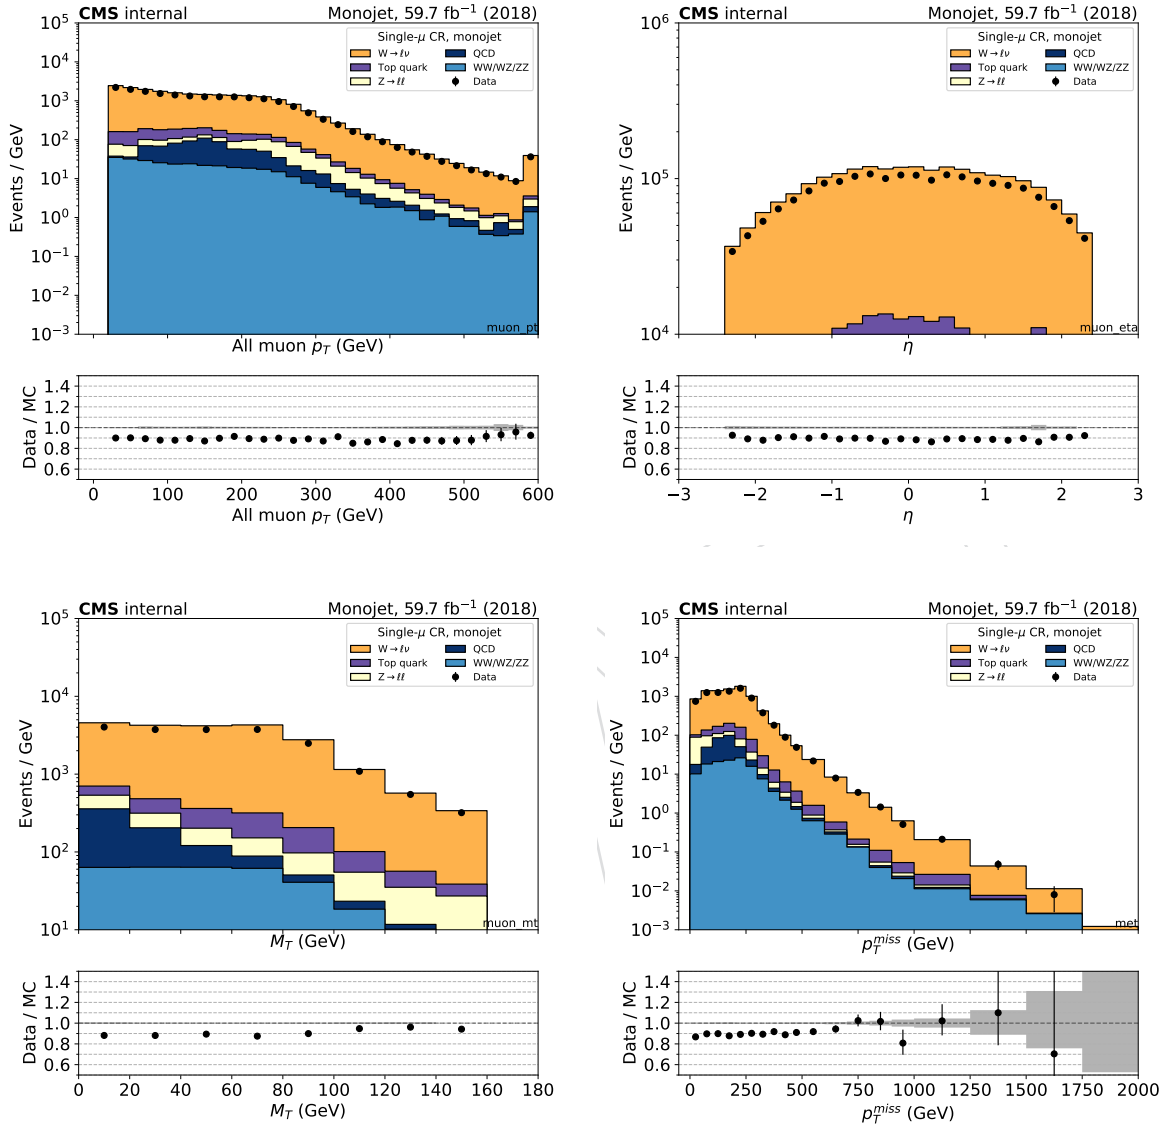 CMS internal Monojet, 59.7 fb⁻¹ (2018)
Single-μ CR, monojet
W→ℓν QCD
Top quark WW/WZ/ZZ
Z→ℓℓ Data
10⁵
10⁴
10³
10²
10¹
10⁰
10⁻¹
10⁻²
10⁻³
Events / GeV
muon_pt
All muon p_T (GeV)
1.4
1.2
1.0
0.8
0.6
Data / MC
0 100 200 300 400 500 600
All muon p_T (GeV)
CMS internal Monojet, 59.7 fb⁻¹ (2018)
Single-μ CR, monojet
W→ℓν QCD
Top quark WW/WZ/ZZ
Z→ℓℓ Data
10⁶
10⁵
10⁴
Events / GeV
muon_eta
η
1.4
1.2
1.0
0.8
0.6
Data / MC
−3 −2 −1 0 1 2 3
η
CMS internal Monojet, 59.7 fb⁻¹ (2018)
Single-μ CR, monojet
W→ℓν QCD
Top quark WW/WZ/ZZ
Z→ℓℓ Data
10⁵
10⁴
10³
10²
10¹
Events / GeV
muon_mt
M_T (GeV)
1.4
1.2
1.0
0.8
0.6
Data / MC
0 20 40 60 80 100 120 140 160 180
M_T (GeV)
CMS internal Monojet, 59.7 fb⁻¹ (2018)
Single-μ CR, monojet
W→ℓν QCD
Top quark WW/WZ/ZZ
Z→ℓℓ Data
10⁵
10⁴
10³
10²
10¹
10⁰
10⁻¹
10⁻²
10⁻³
Events / GeV
met
p_T^miss (GeV)
1.4
1.2
1.0
0.8
0.6
Data / MC
0 250 500 750 1000 1250 1500 1750 2000
p_T^miss (GeV)